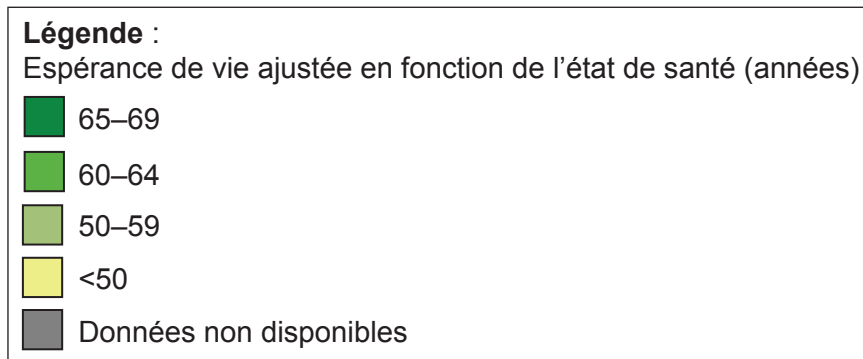 Légende :
Espérance de vie ajustée en fonction de l’état de santé (années)
65–69
60–64
50–59
<50
Données non disponibles